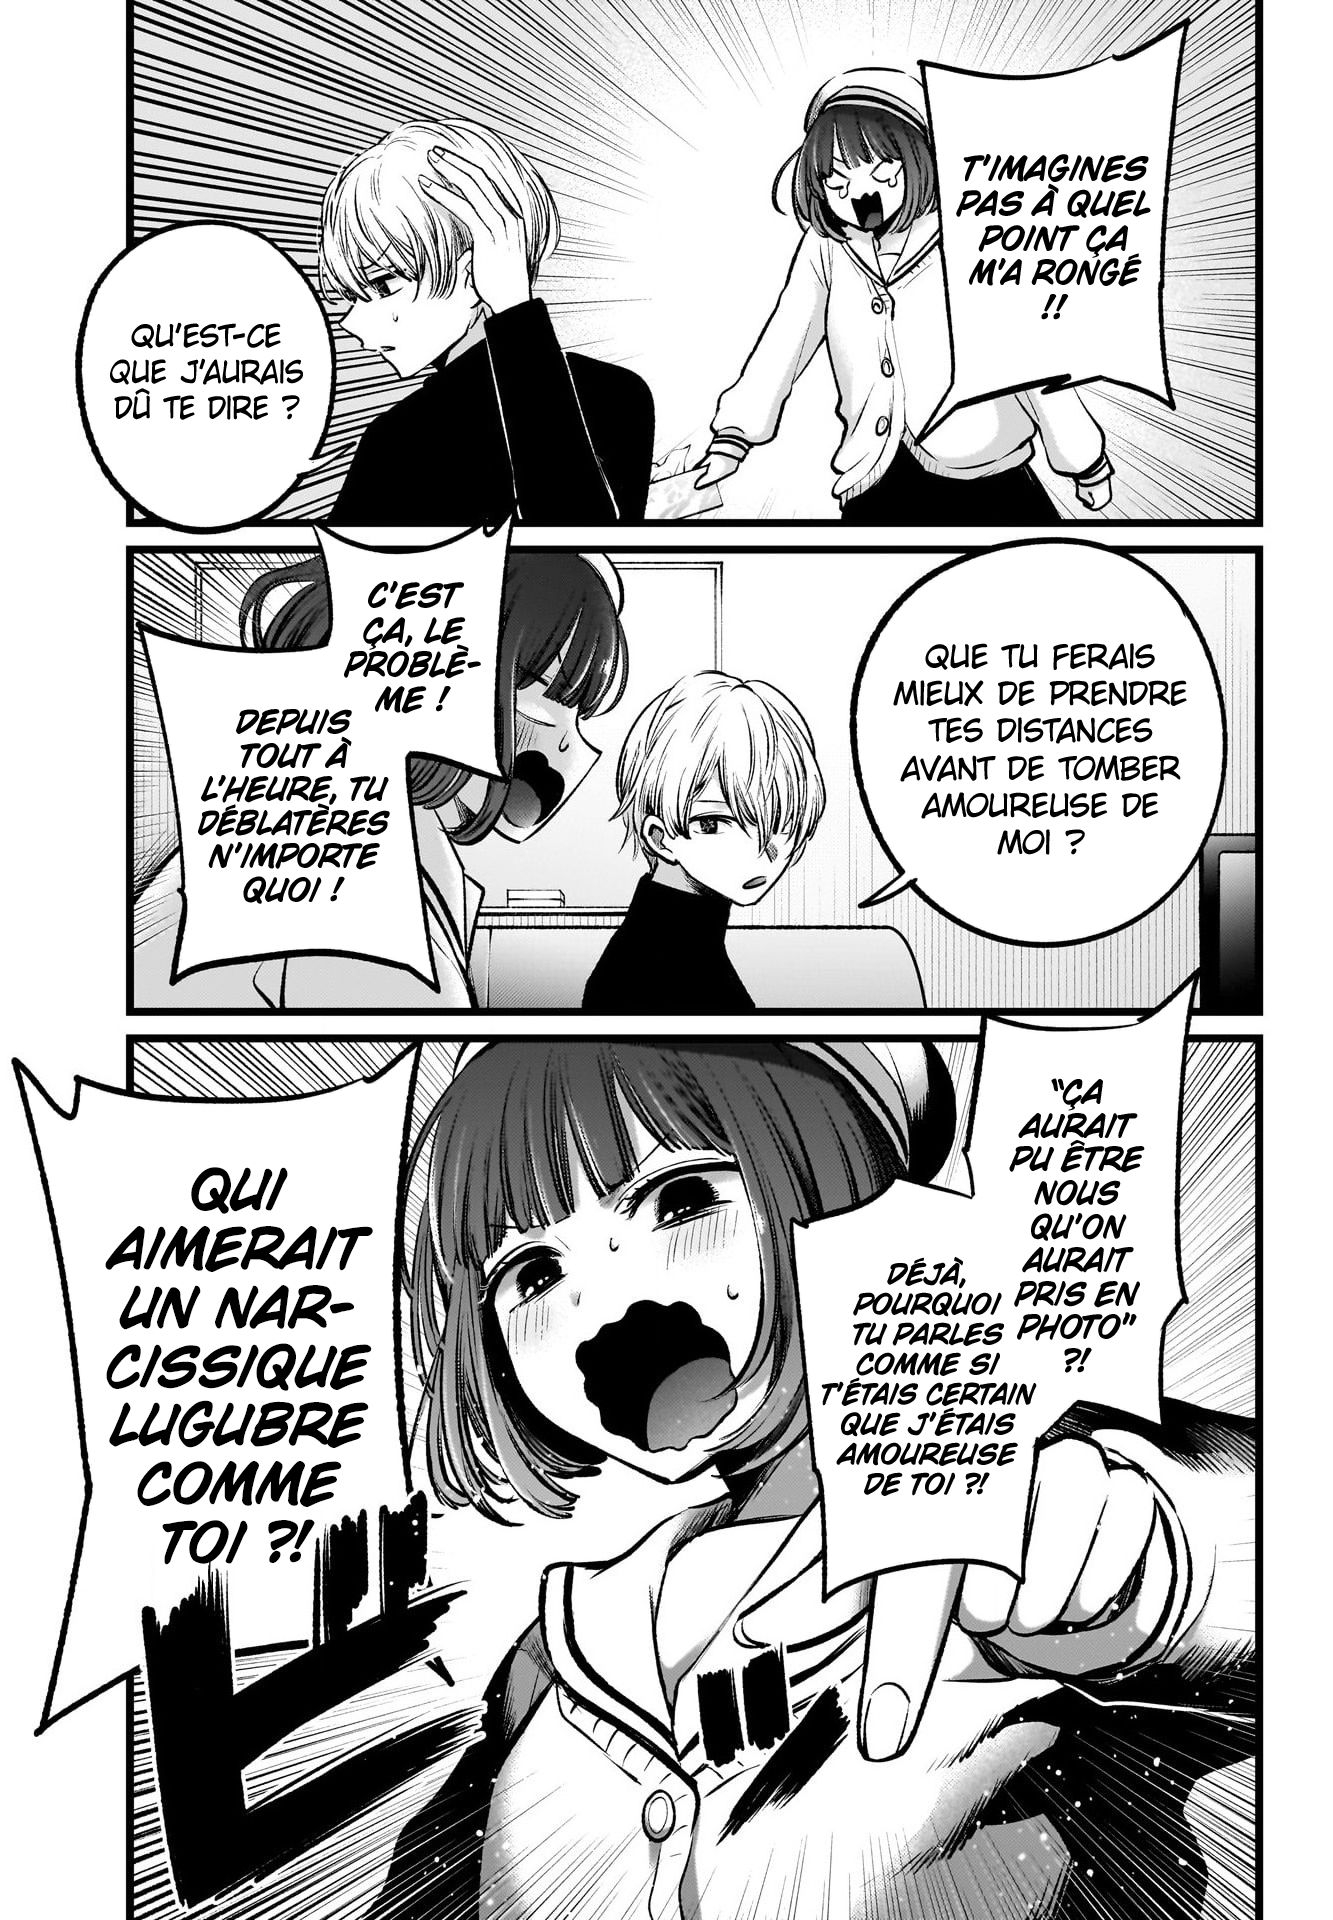 T'IMAGINES
PAS À QUEL
POINT ÇA
M'A RONGÉ
!!
QU'EST-CE
QUE J'AURAIS
DÛ TE DIRE ?
QUE TU FERAIS
MIEUX DE PRENDRE
TES DISTANCES
AVANT DE TOMBER
AMOUREUSE DE
MOI ?
C'EST
ÇA, LE
PROBLÈ-
ME !
DEPUIS
TOUT À
L'HEURE, TU
DÉBLATÈRES
N'IMPORTE
QUOI !
"ÇA
AURAIT
PU ÊTRE
NOUS
QU'ON
AURAIT
PRIS EN
PHOTO"
?!
DÉJÀ,
POURQUOI
TU PARLES
COMME SI
T'ÉTAIS CERTAIN
QUE J'ÉTAIS
AMOUREUSE
DE TOI ?!
QUI
AIMERAIT
UN NAR-
CISSIQUE
LUGUBRE
COMME
TOI ?!